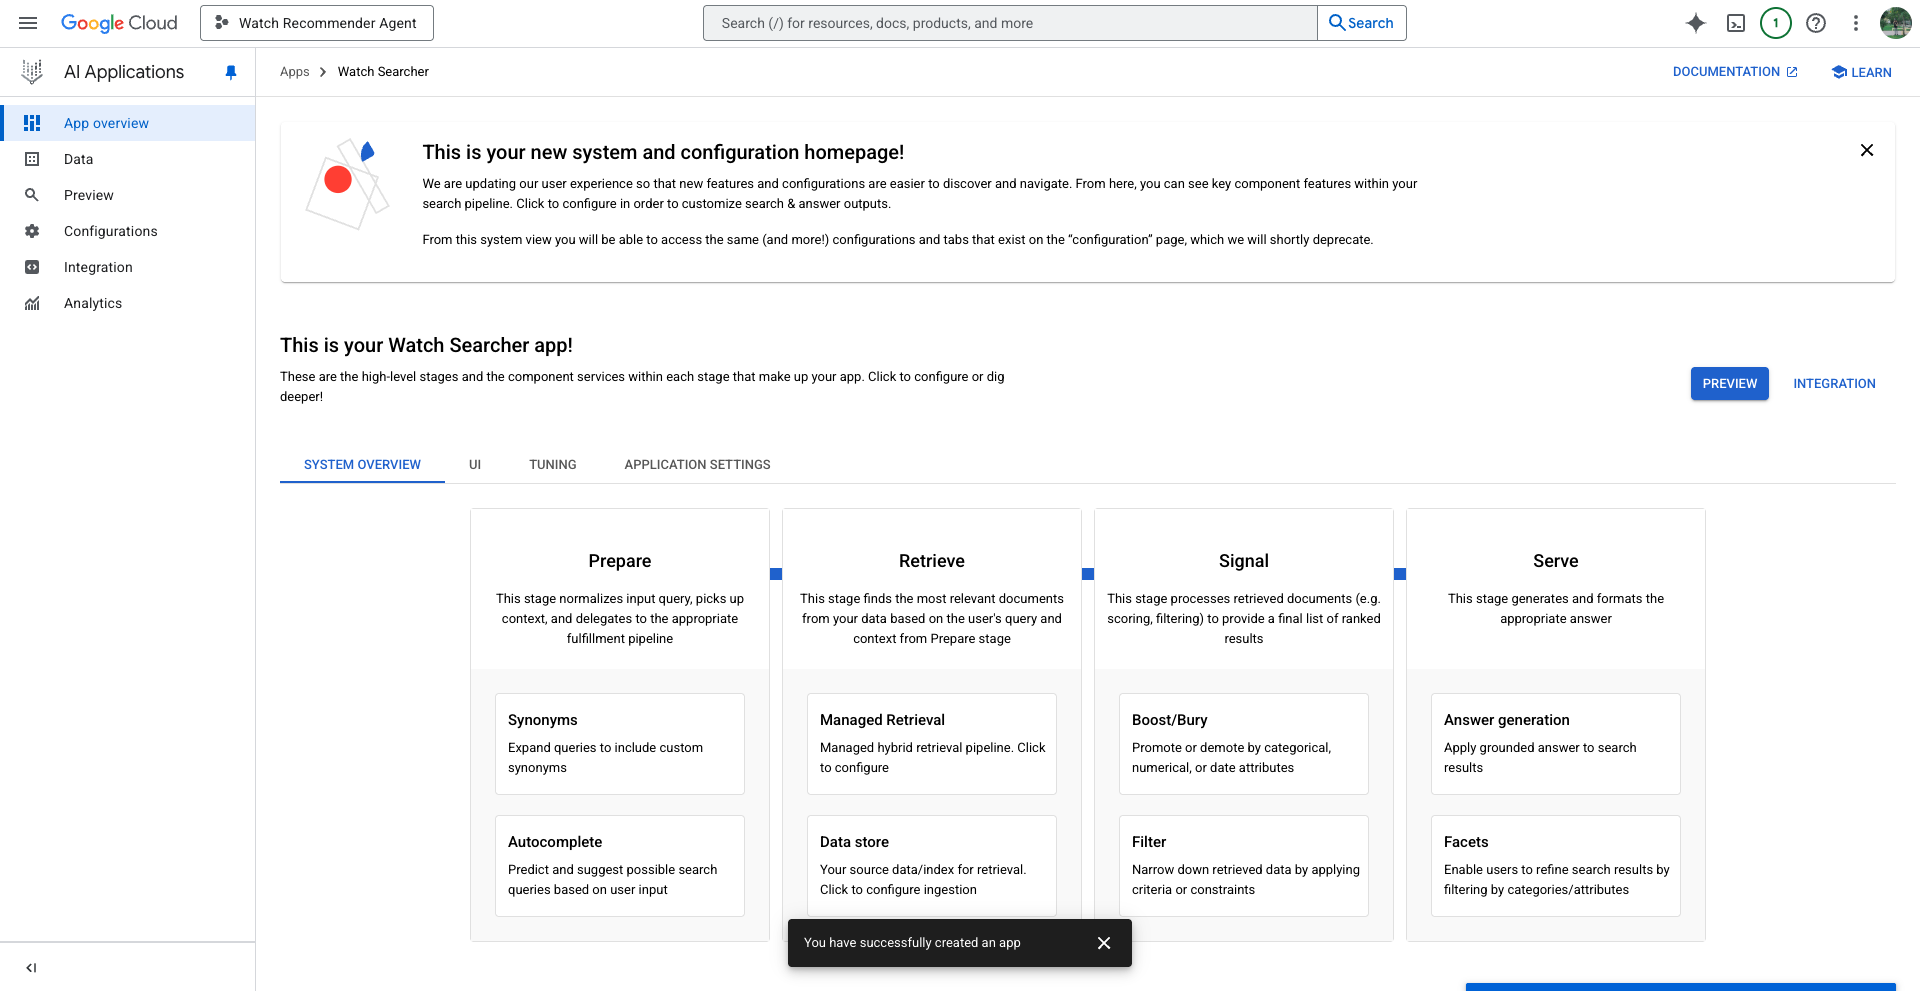 Google Cloud
Watch Recommender Agent
Search (/) for resources, docs, products, and more
Search
1
AI Applications
Apps
Watch Searcher
DOCUMENTATION
LEARN
App overview
Data
Preview
Configurations
Integration
Analytics
This is your new system and configuration homepage!
We are updating our user experience so that new features and configurations are easier to discover and navigate. From here, you can see key component features within your
search pipeline. Click to configure in order to customize search & answer outputs.
From this system view you will be able to access the same (and more!) configurations and tabs that exist on the “configuration” page, which we will shortly deprecate.
This is your Watch Searcher app!
These are the high-level stages and the component services within each stage that make up your app. Click to configure or dig
deeper!
PREVIEW
INTEGRATION
SYSTEM OVERVIEW
UI
TUNING
APPLICATION SETTINGS
Prepare
This stage normalizes input query, picks up
context, and delegates to the appropriate
fulfillment pipeline
Synonyms
Expand queries to include custom
synonyms
Autocomplete
Predict and suggest possible search
queries based on user input
Retrieve
This stage finds the most relevant documents
from your data based on the user's query and
context from Prepare stage
Managed Retrieval
Managed hybrid retrieval pipeline. Click
to configure
Data store
Your source data/index for retrieval.
Click to configure ingestion
Signal
This stage processes retrieved documents (e.g.
scoring, filtering) to provide a final list of ranked
results
Boost/Bury
Promote or demote by categorical,
numerical, or date attributes
Filter
Narrow down retrieved data by applying
criteria or constraints
Serve
This stage generates and formats the
appropriate answer
Answer generation
Apply grounded answer to search
results
Facets
Enable users to refine search results by
filtering by categories/attributes
You have successfully created an app